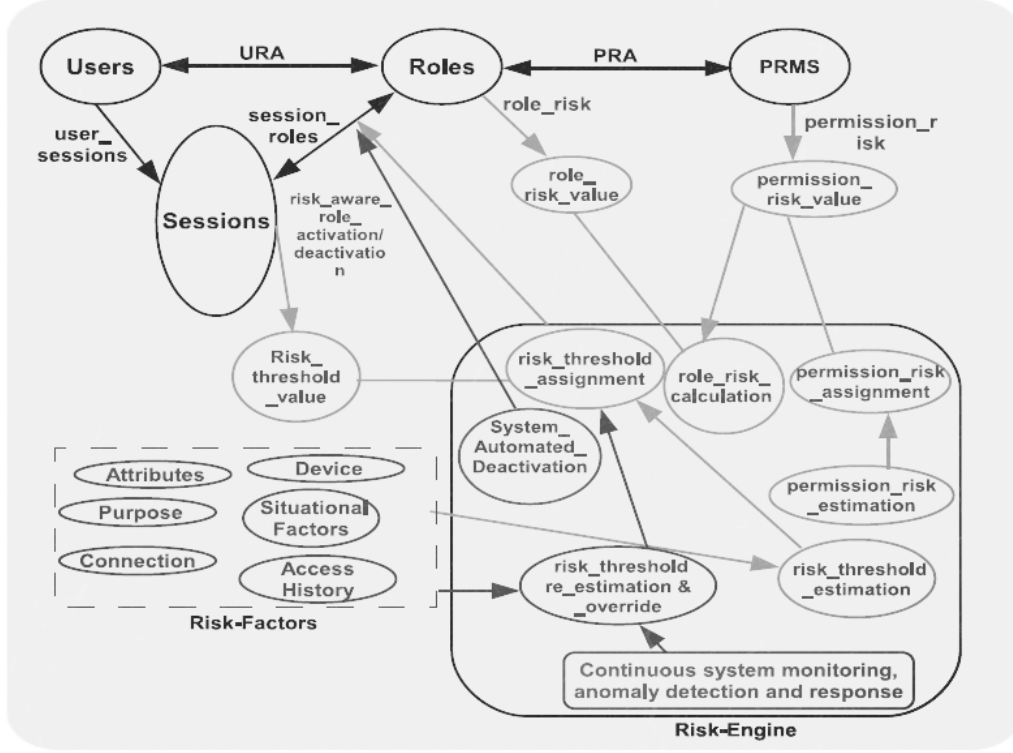 Users
URA
Roles
PRA
PRMS
user_
sessions
session_
roles
role_risk
permission_r
isk
Sessions
risk_aware_
role_
activation/
deactivatio
n
role_
risk_value
permission_
risk_value
Risk_
threshold
_value
risk_threshold
_assignment
role_risk_
calculation
permission_risk
_assignment
System_
Automated_
Deactivation
permission_risk
_estimation
Attributes
Device
Purpose
Situational
Factors
Connection
Access
History
Risk-Factors
risk_threshold
re_estimation &
_override
risk_threshold
_estimation
Continuous system monitoring,
anomaly detection and response
Risk-Engine